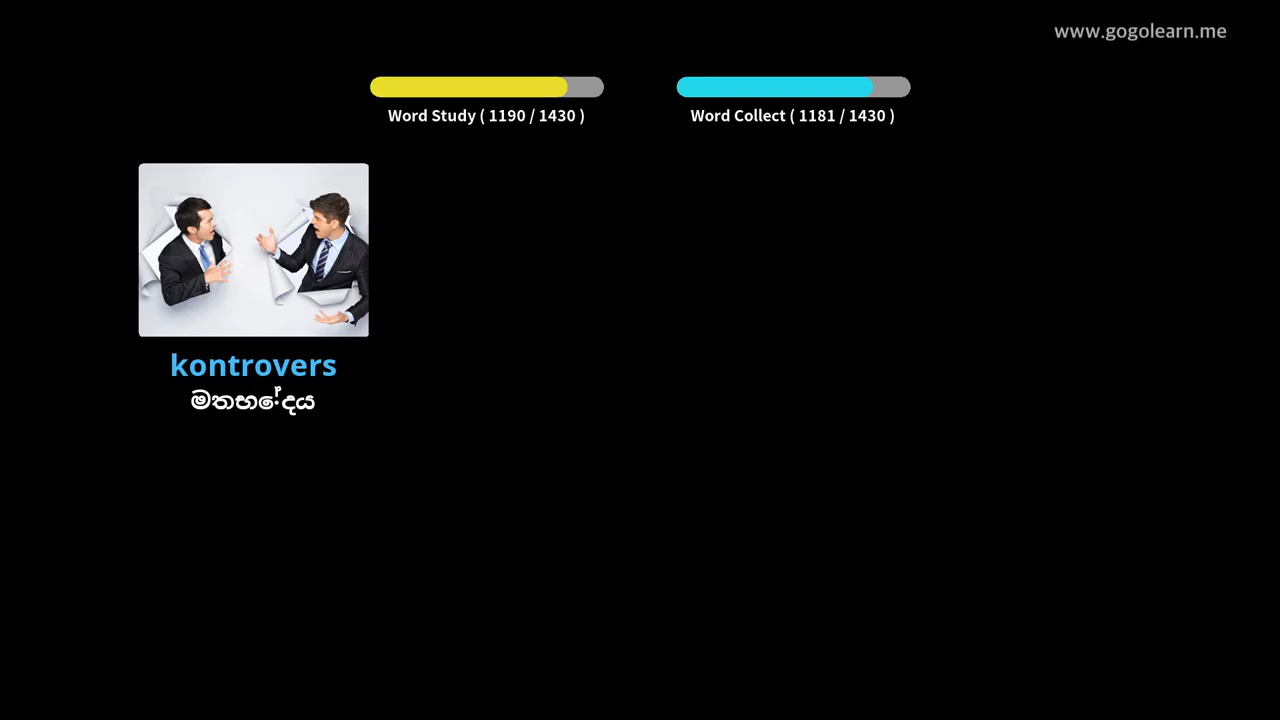 www.gogolearn.me
Word Study ( 1190 / 1430 )
Word Collect ( 1181 / 1430 )
kontrovers
මතභේදය